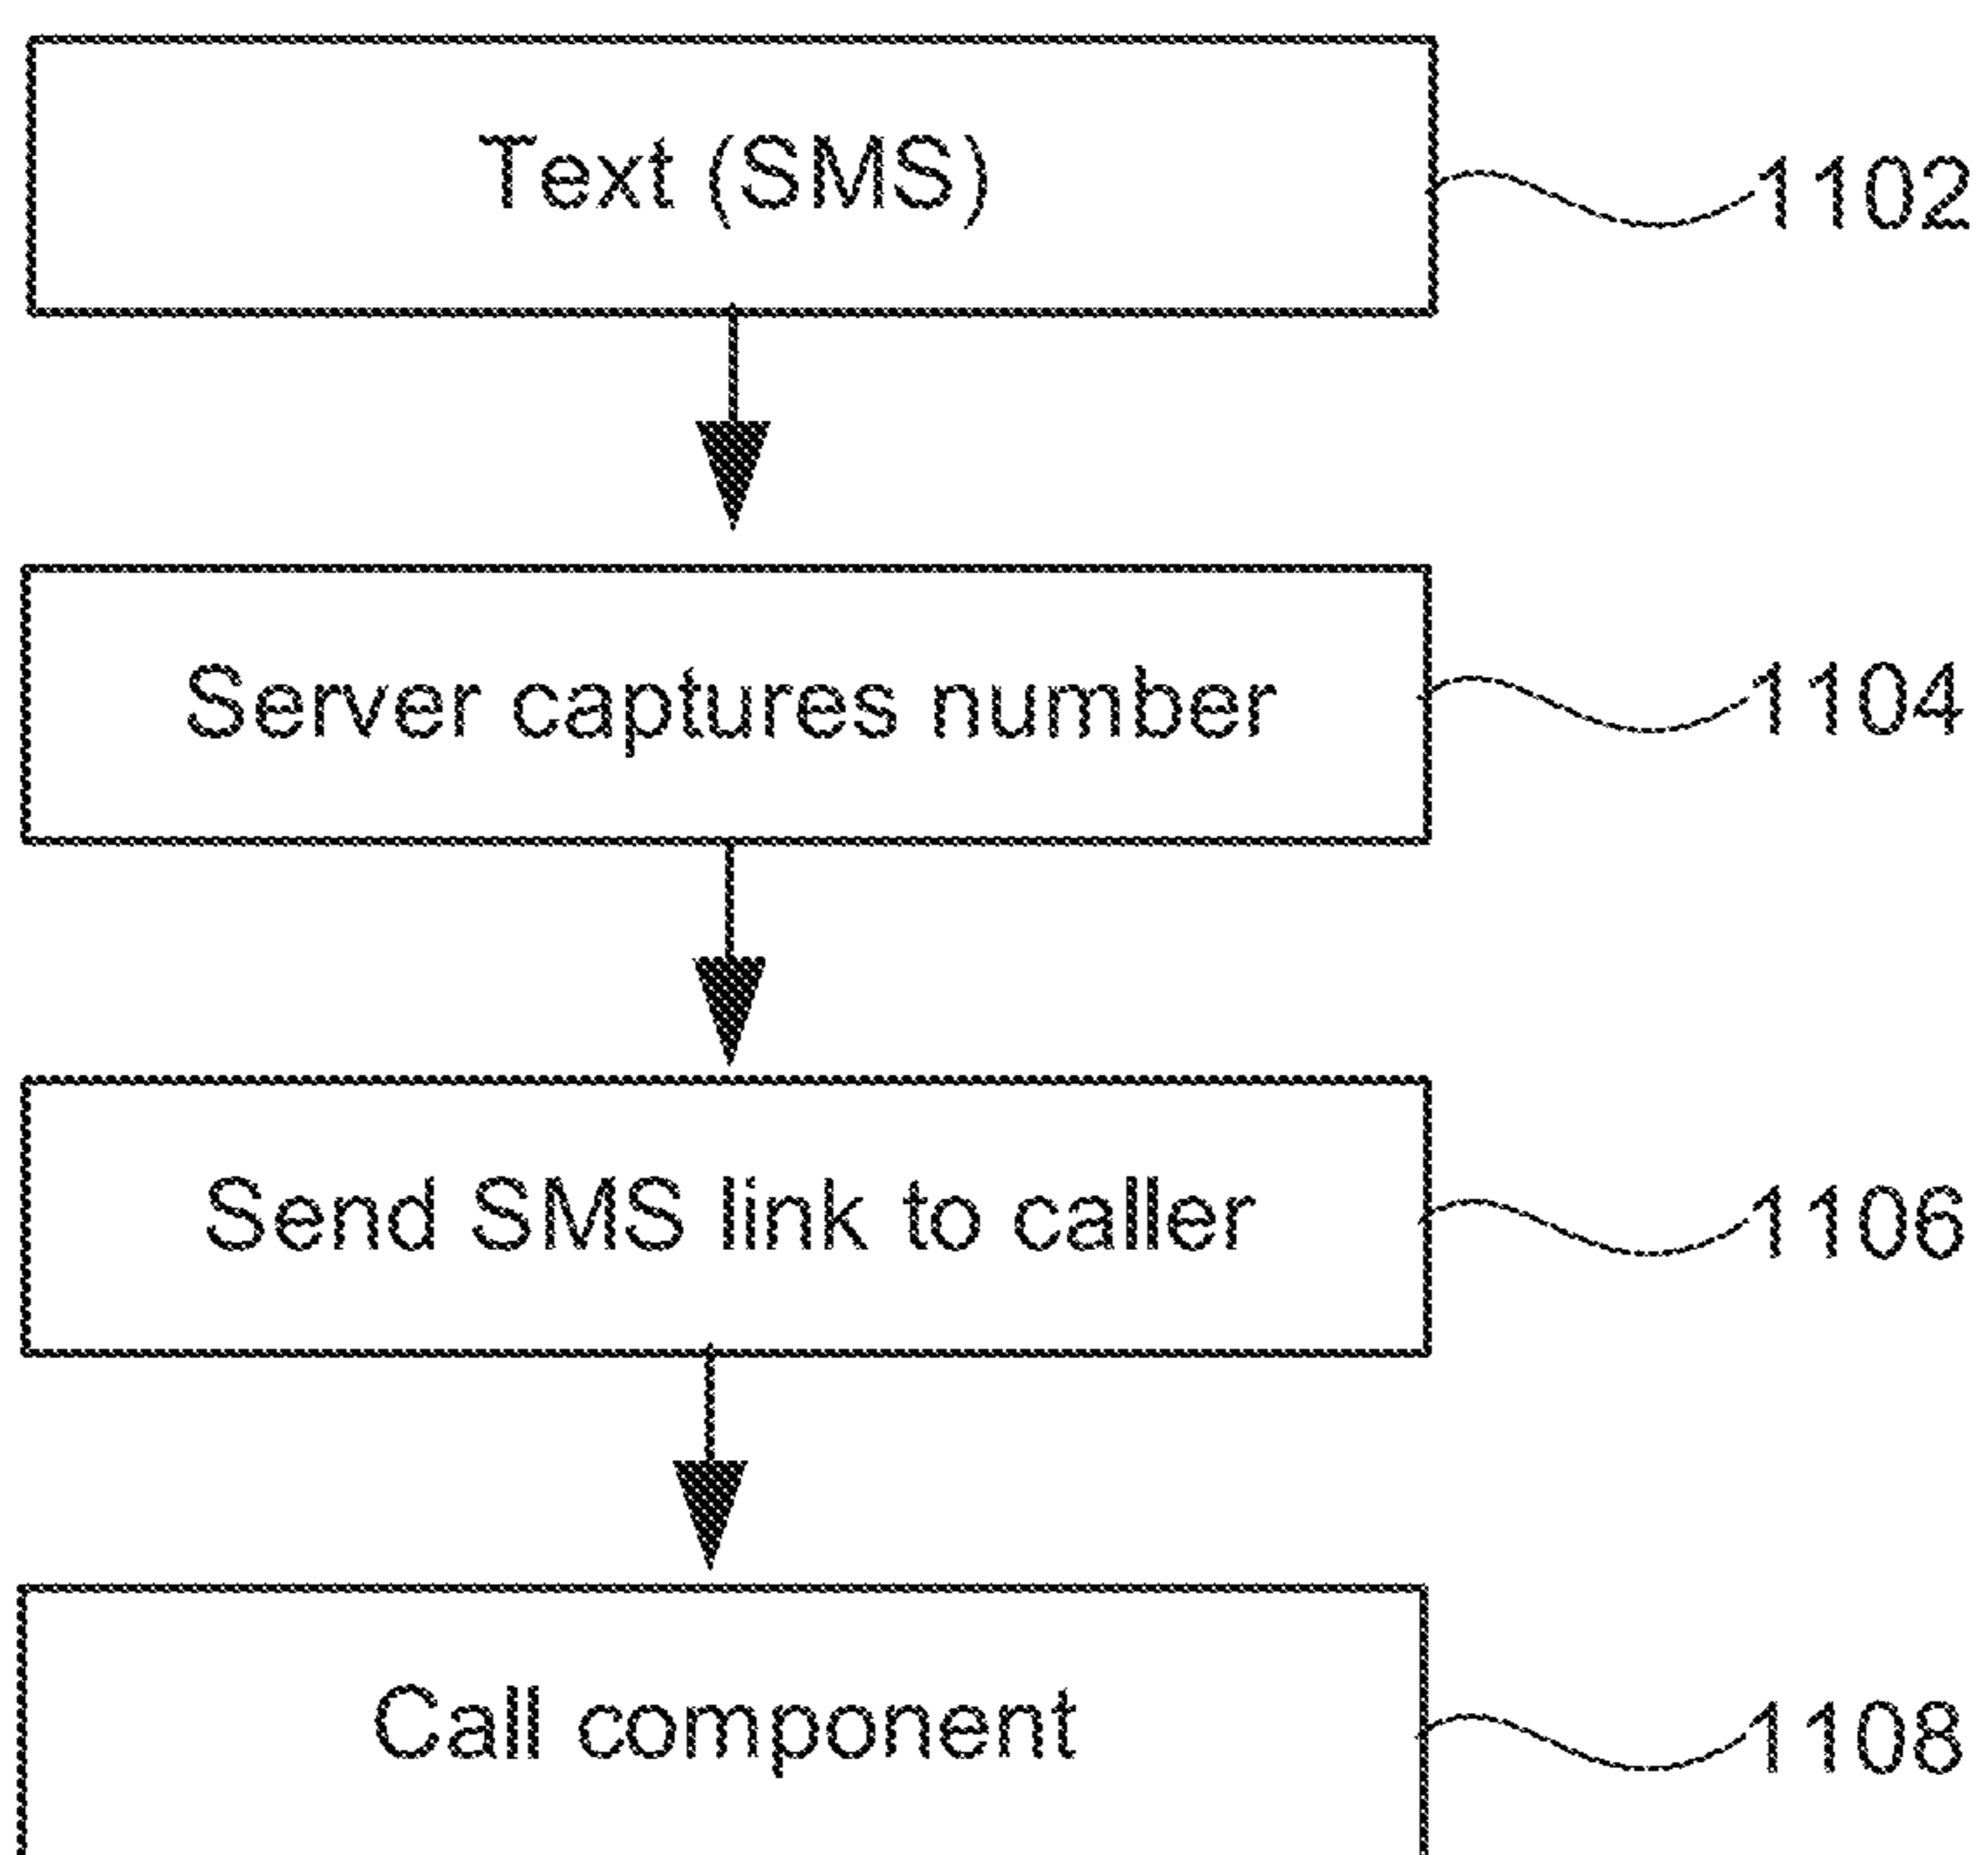 Text (SMS)
1102
Server captures number
1104
Send SMS link to caller
1106
Call component
1108